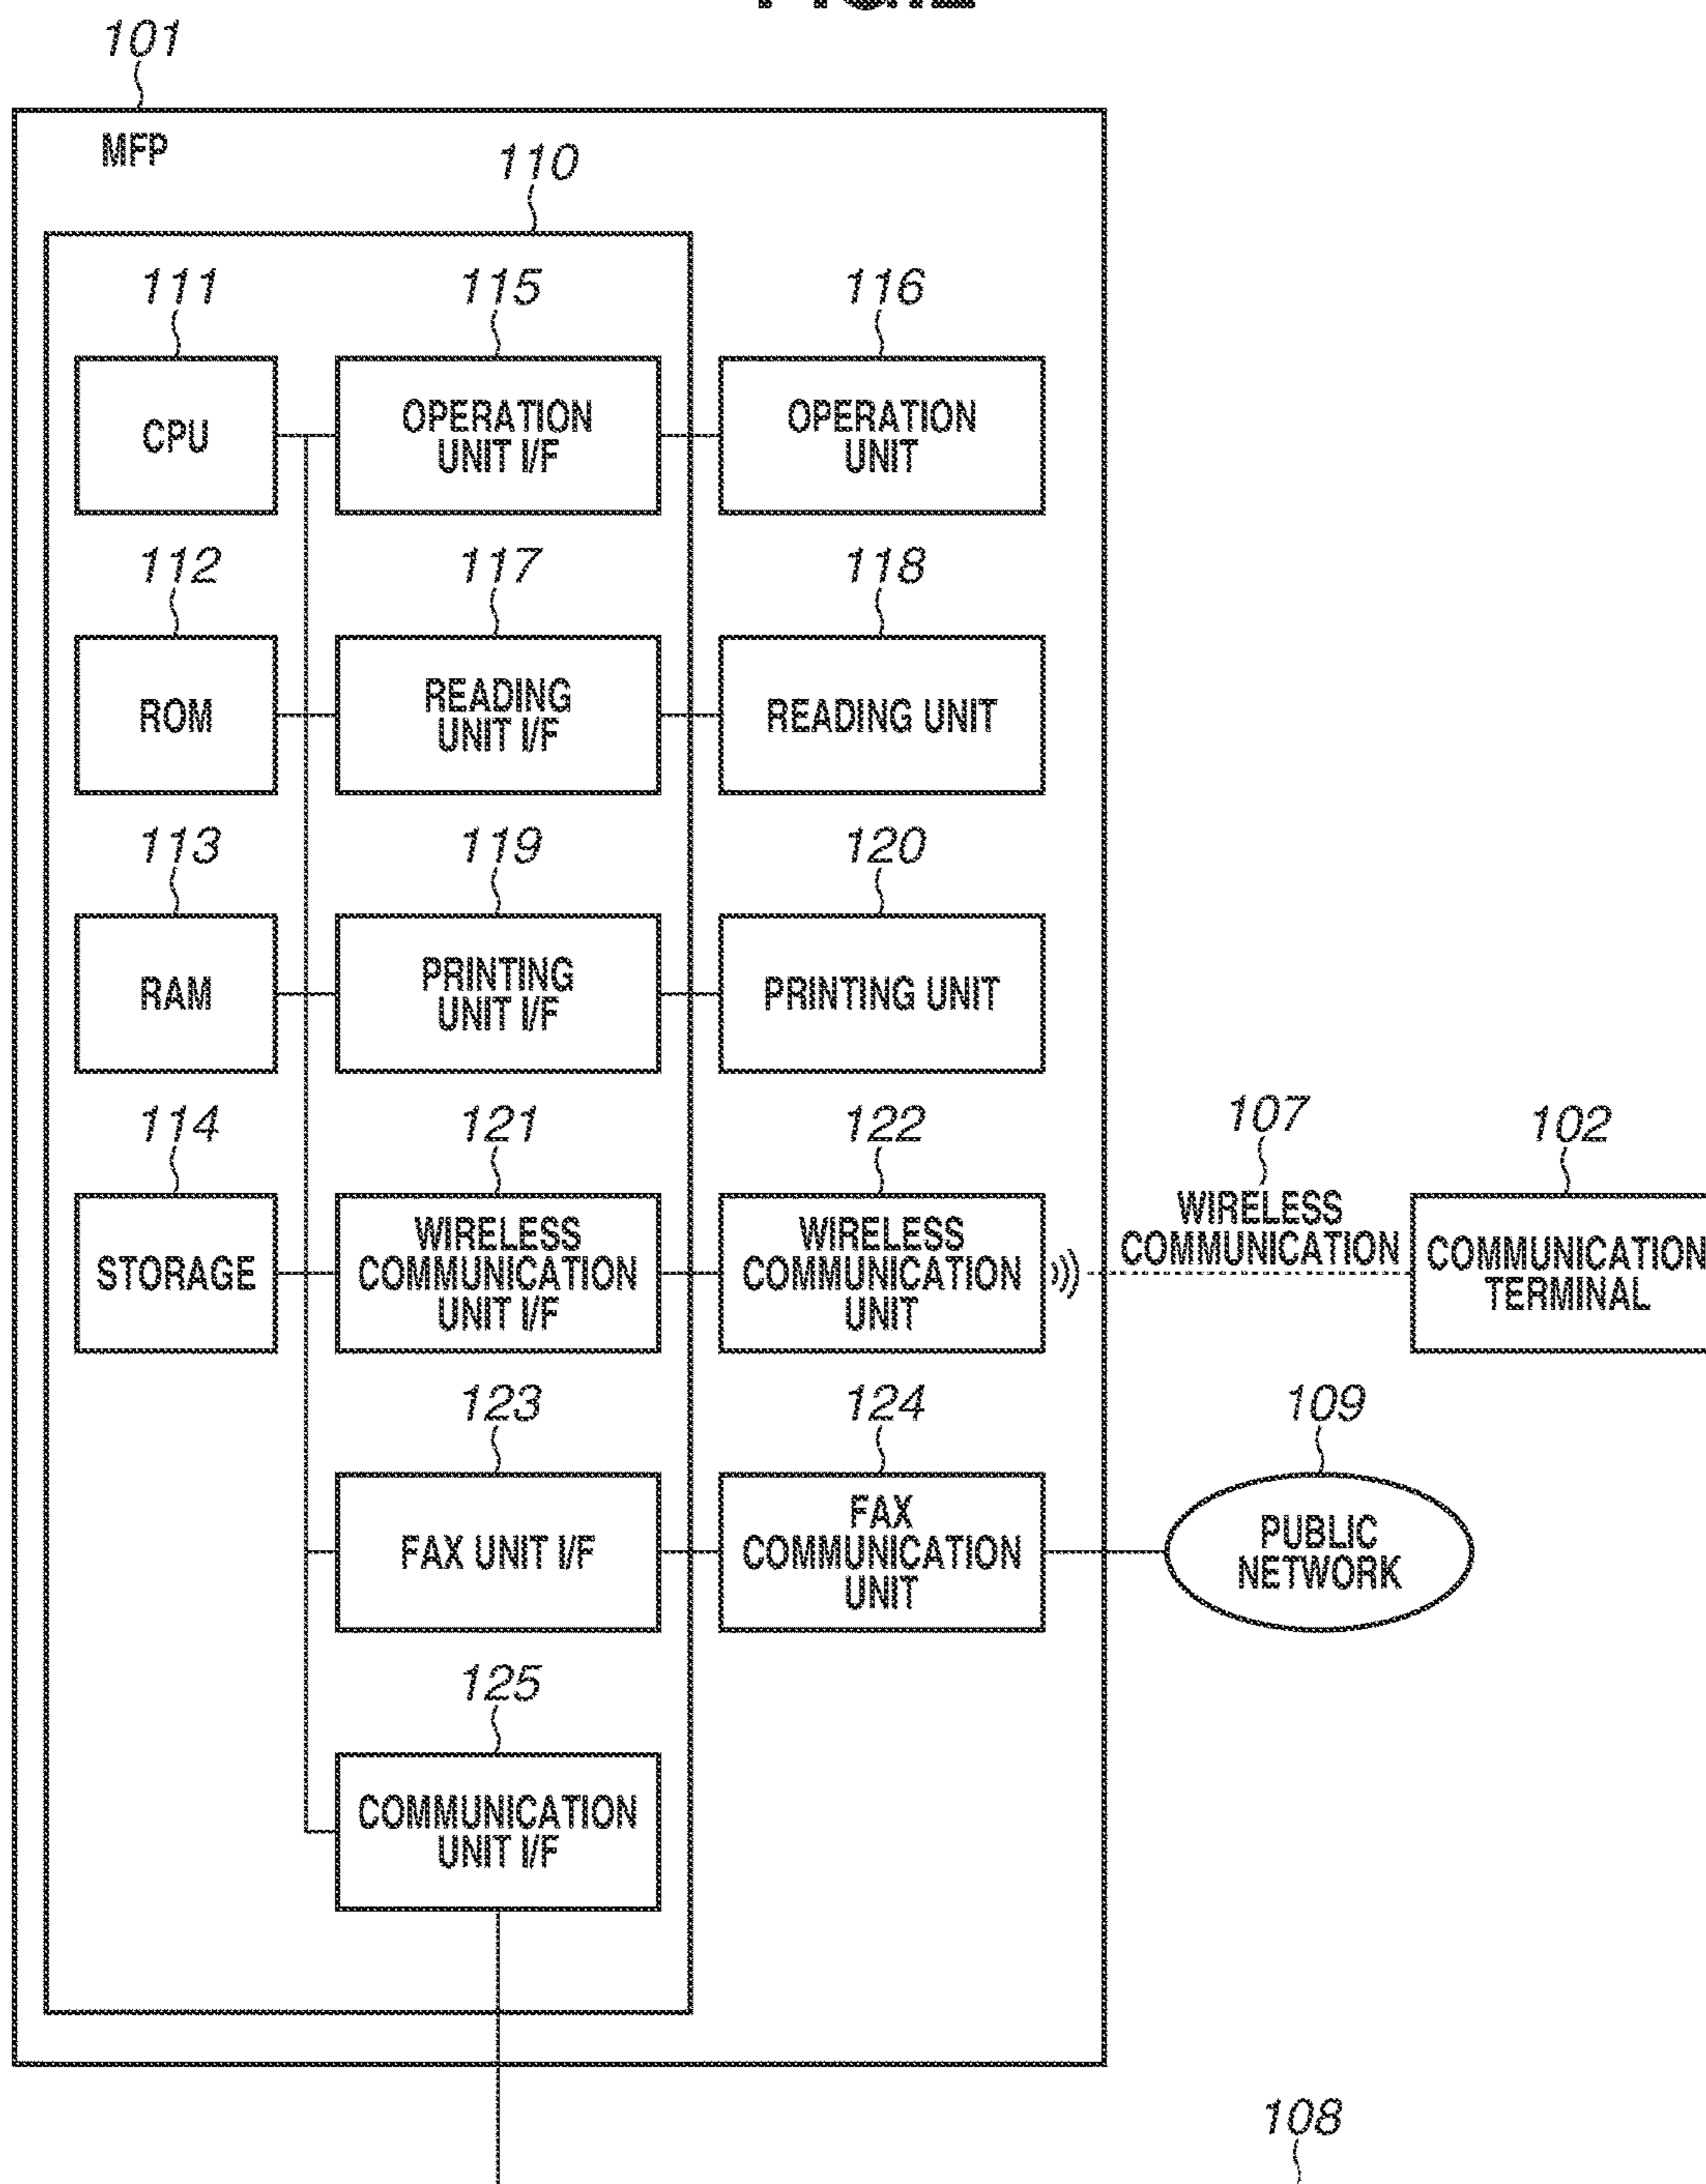 101
MFP
110
111
115
116
CPU
OPERATION
UNIT I/F
OPERATION
UNIT
112
117
118
ROM
READING
UNIT I/F
READING UNIT
113
119
120
RAM
PRINTING
UNIT I/F
PRINTING UNIT
114
121
122
107
102
STORAGE
WIRELESS
COMMUNICATION
UNIT I/F
WIRELESS
COMMUNICATION
UNIT
WIRELESS
COMMUNICATION
COMMUNICATION
TERMINAL
123
124
109
FAX UNIT I/F
FAX
COMMUNICATION
UNIT
PUBLIC
NETWORK
125
COMMUNICATION
UNIT I/F
108